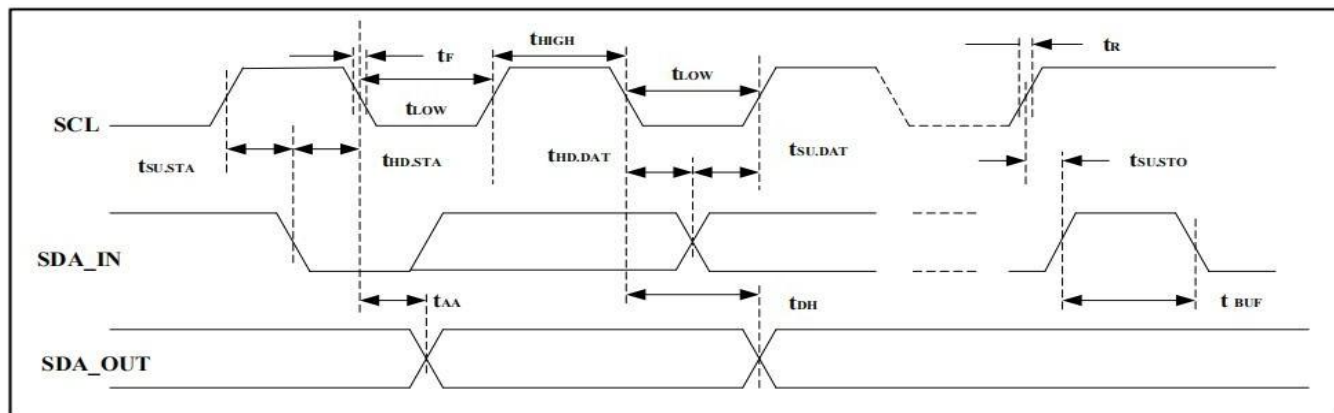 tF
tHIGH
tR
tLOW
tLOW
SCL
tSU.STA
tHD.STA
tHD.DAT
tSU.DAT
tSU.STO
SDA_IN
tAA
tDH
t BUF
SDA_OUT